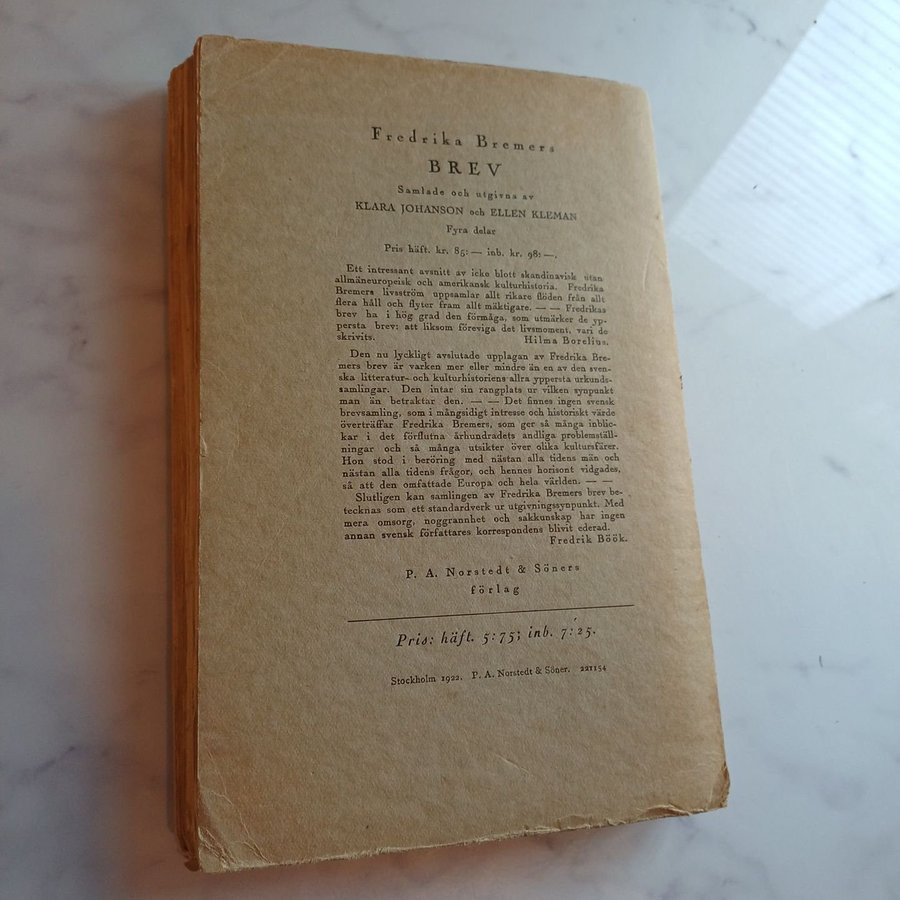 Fredrika Bremers
BREV
Samlade och utgivna av
KLARA JOHANSON och ELLEN KLEMAN
Fyra delar
Pris häft. kr. 85:— inb. kr. 98:—.
Ett intressant avsnitt av icke blott skandinavisk utan
allmäneuropeisk och amerikansk kulturhistoria. Fredrika
Bremers livsström uppsamlar allt rikare flöden från allt
flera håll och flyter fram allt mäktigare. — — Fredrikas
brev ha i hög grad den förmåga, som utmärker de yp-
persta brev: att liksom föreviga det livsmoment, vari de
skrivits. Hilma Borelius.
Den nu lyckligt avslutade upplagan av Fredrika Bre-
mers brev är varken mer eller mindre än en av den sven-
ska litteratur- och kulturhistoriens allra yppersta urkunds-
samlingar. Den intar sin rangplats ur vilken synpunkt
man än betraktar den. — — Det finnes ingen svensk
brevsamling, som i mångsidigt intresse och historiskt värde
överträffar Fredrika Bremers, som ger så många inblic-
kar i det förflutna århundradets andliga problemställ-
ningar och så många utsikter över olika kultursfärer.
Hon stod i beröring med nästan alla tidens män och
nästan alla tidens frågor, och hennes horisont vidgades,
så att den omfattade Europa och hela världen. — —
Slutligen kan samlingen av Fredrika Bremers brev be-
tecknas som ett standardverk ur utgivningssynpunkt. Med
mera omsorg, noggrannhet och sakkunskap har ingen
annan svensk författares korrespondens blivit ederad.
Fredrik Böök.
P. A. Norstedt & Söners
förlag
Pris: häft. 5:75; inb. 7:25.
Stockholm 1922. P. A. Norstedt & Söner. 221154